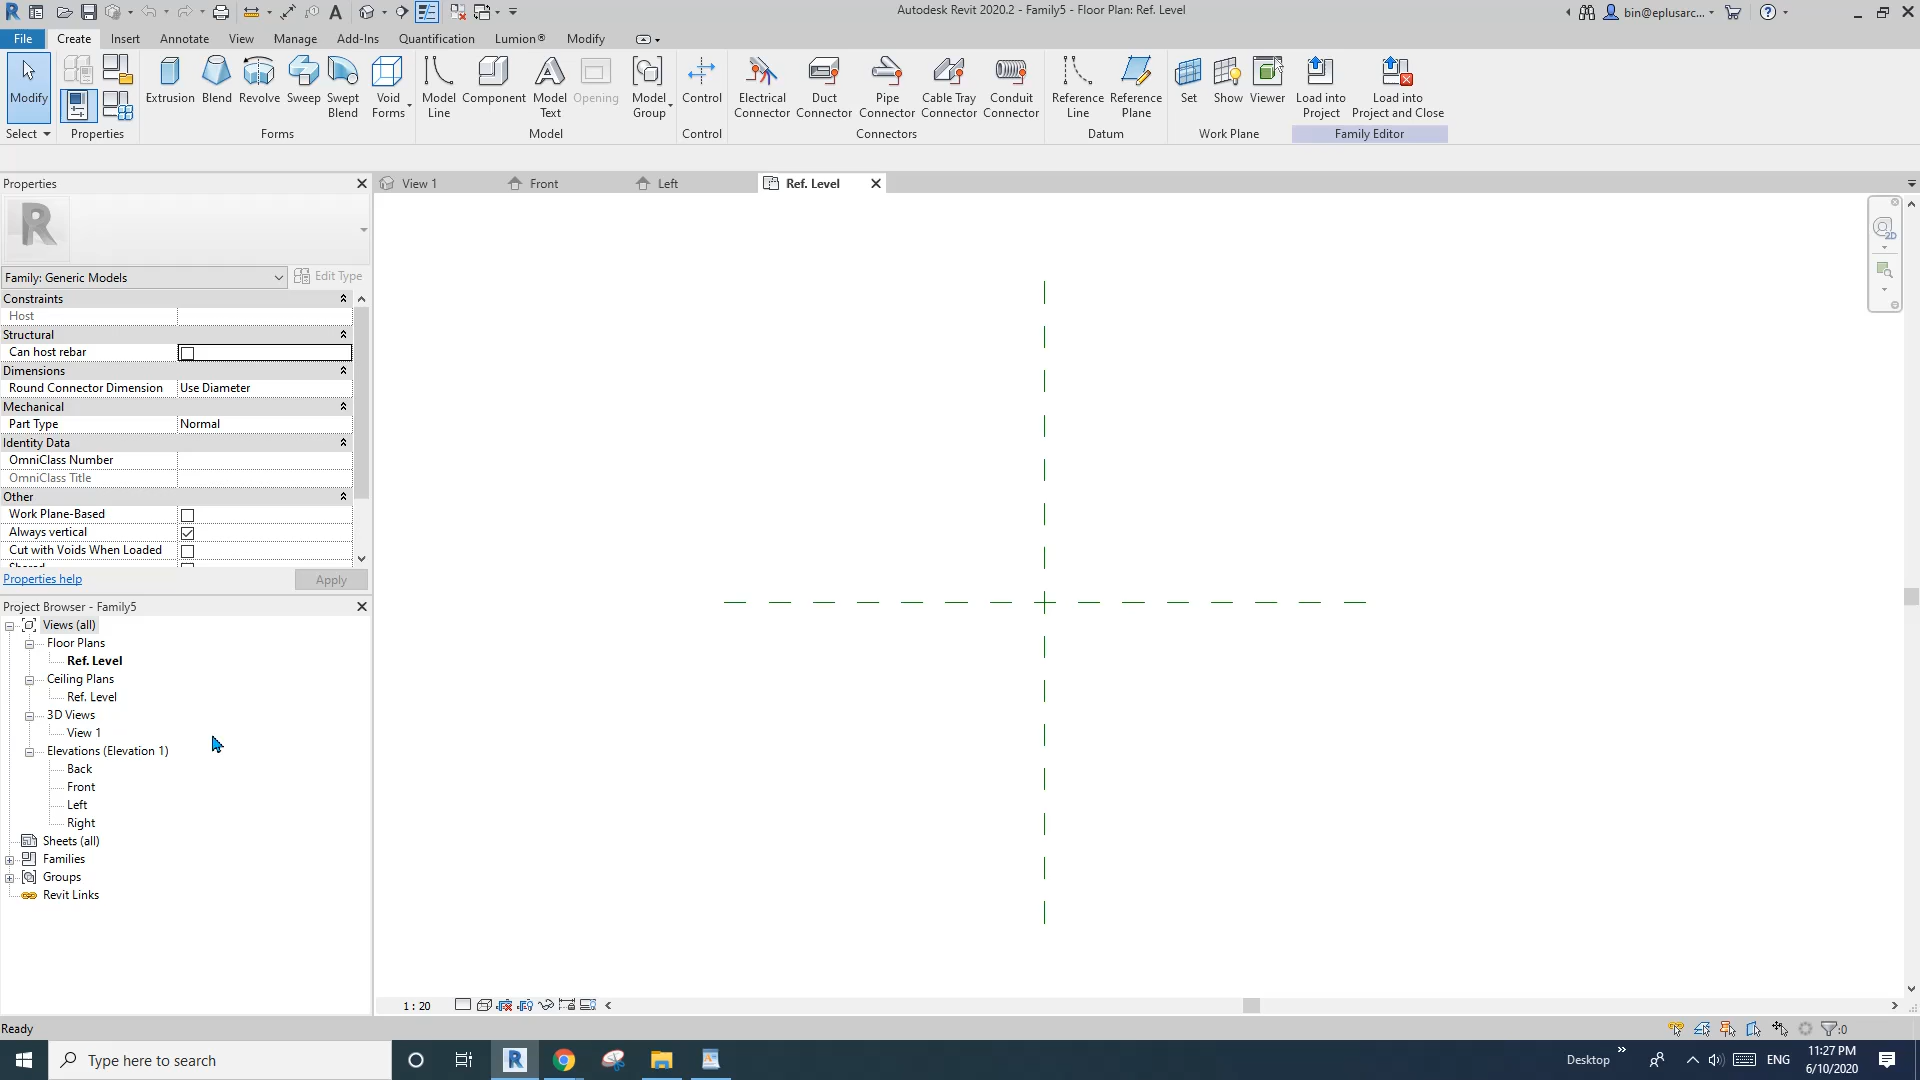 Autodesk Revit 2020.2 - Family5 - Floor Plan: Ref. Level
bin@eplusarc...
File Create Insert Annotate View Manage Add-Ins Quantification Lumion® Modify
Modify
Extrusion Blend Revolve Sweep Swept Blend Void Forms
Model Line Component Model Text Opening Model Group
Control
Electrical Connector Duct Connector Pipe Connector Cable Tray Connector Conduit Connector
Reference Line Reference Plane
Set Show Viewer
Load into Project Load into Project and Close
Select Properties Forms Model Control Connectors Datum Work Plane Family Editor
Properties
View 1 Front Left Ref. Level
R
Family: Generic Models Edit Type
Constraints
Host
Structural
Can host rebar
Dimensions
Round Connector Dimension Use Diameter
Mechanical
Part Type Normal
Identity Data
OmniClass Number
OmniClass Title
Other
Work Plane-Based
Always vertical
Cut with Voids When Loaded
Shared
Properties help Apply
Project Browser - Family5
Views (all)
Floor Plans
Ref. Level
Ceiling Plans
Ref. Level
3D Views
View 1
Elevations (Elevation 1)
Back
Front
Left
Right
Sheets (all)
Families
Groups
Revit Links
2D
1 : 20
Ready
:0
Type here to search
Desktop
ENG
11:27 PM
6/10/2020